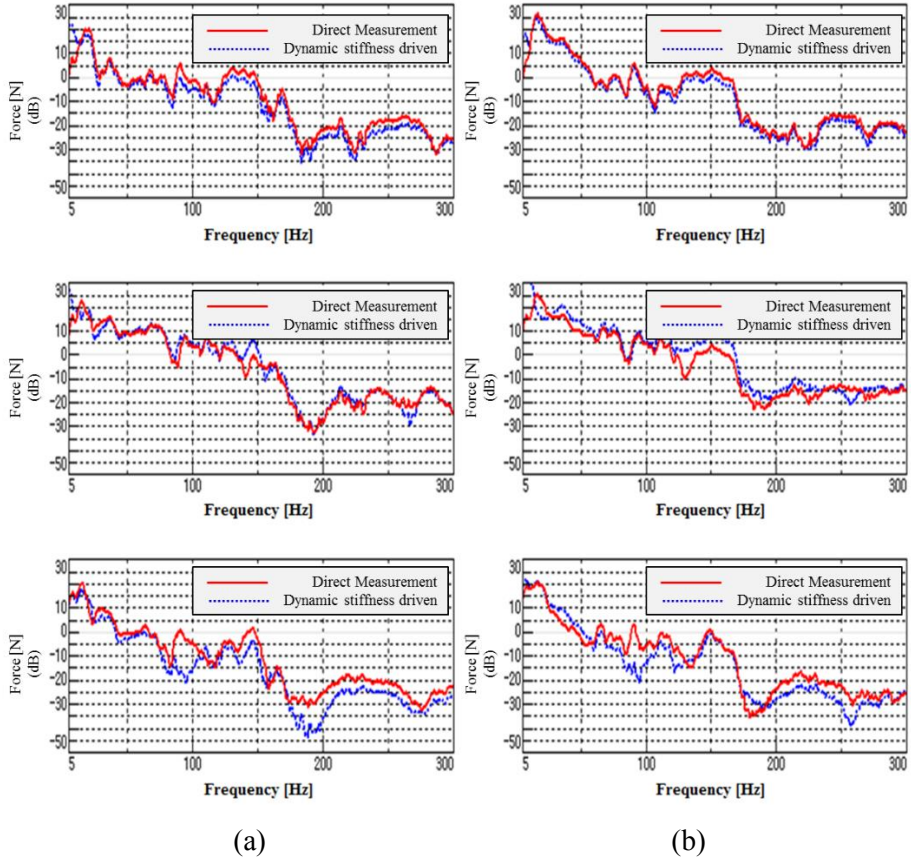 Direct Measurement
Dynamic stiffness driven
30
10
0
-10
-20
-30
-50
Force [N]
(dB)
5
100
200
300
Frequency [Hz]
Direct Measurement
Dynamic stiffness driven
30
10
0
-10
-20
-30
-50
Force [N]
(dB)
5
100
200
300
Frequency [Hz]
Direct Measurement
Dynamic stiffness driven
30
10
0
-10
-20
-30
-50
Force [N]
(dB)
5
100
200
300
Frequency [Hz]
Direct Measurement
Dynamic stiffness driven
30
10
0
-10
-20
-30
-50
Force [N]
(dB)
5
100
200
300
Frequency [Hz]
Direct Measurement
Dynamic stiffness driven
30
10
0
-10
-20
-30
-50
Force [N]
(dB)
5
100
200
300
Frequency [Hz]
Direct Measurement
Dynamic stiffness driven
30
10
0
-10
-20
-30
-50
Force [N]
(dB)
5
100
200
300
Frequency [Hz]
(a)
(b)